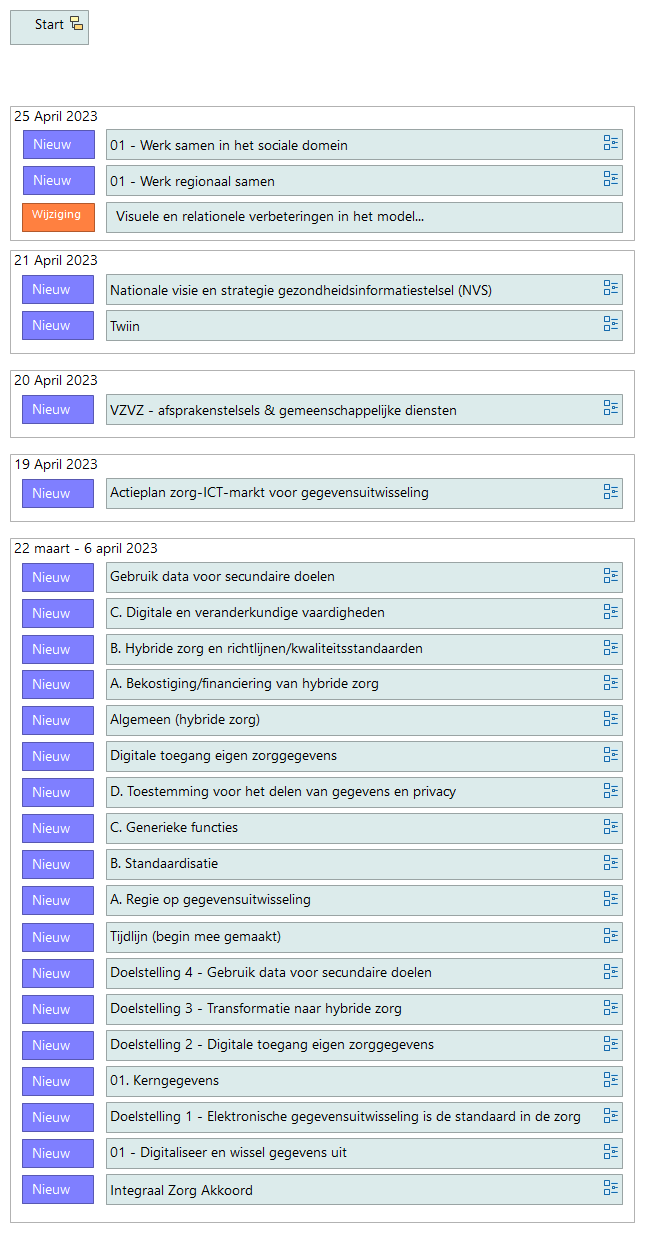 Start
25 April 2023
Nieuw 01 - Werk samen in het sociale domein
Nieuw 01 - Werk regionaal samen
Wijziging Visuele en relationele verbeteringen in het model...
21 April 2023
Nieuw Nationale visie en strategie gezondheidsinformatiestelsel (NVS)
Nieuw Twiin
20 April 2023
Nieuw VZVZ - afsprakenstelsels & gemeenschappelijke diensten
19 April 2023
Nieuw Actieplan zorg-ICT-markt voor gegevensuitwisseling
22 maart - 6 april 2023
Nieuw Gebruik data voor secundaire doelen
Nieuw C. Digitale en veranderkundige vaardigheden
Nieuw B. Hybride zorg en richtlijnen/kwaliteitsstandaarden
Nieuw A. Bekostiging/financiering van hybride zorg
Nieuw Algemeen (hybride zorg)
Nieuw Digitale toegang eigen zorggegevens
Nieuw D. Toestemming voor het delen van gegevens en privacy
Nieuw C. Generieke functies
Nieuw B. Standaardisatie
Nieuw A. Regie op gegevensuitwisseling
Nieuw Tijdlijn (begin mee gemaakt)
Nieuw Doelstelling 4 - Gebruik data voor secundaire doelen
Nieuw Doelstelling 3 - Transformatie naar hybride zorg
Nieuw Doelstelling 2 - Digitale toegang eigen zorggegevens
Nieuw 01. Kerngegevens
Nieuw Doelstelling 1 - Elektronische gegevensuitwisseling is de standaard in de zorg
Nieuw 01 - Digitaliseer en wissel gegevens uit
Nieuw Integraal Zorg Akkoord